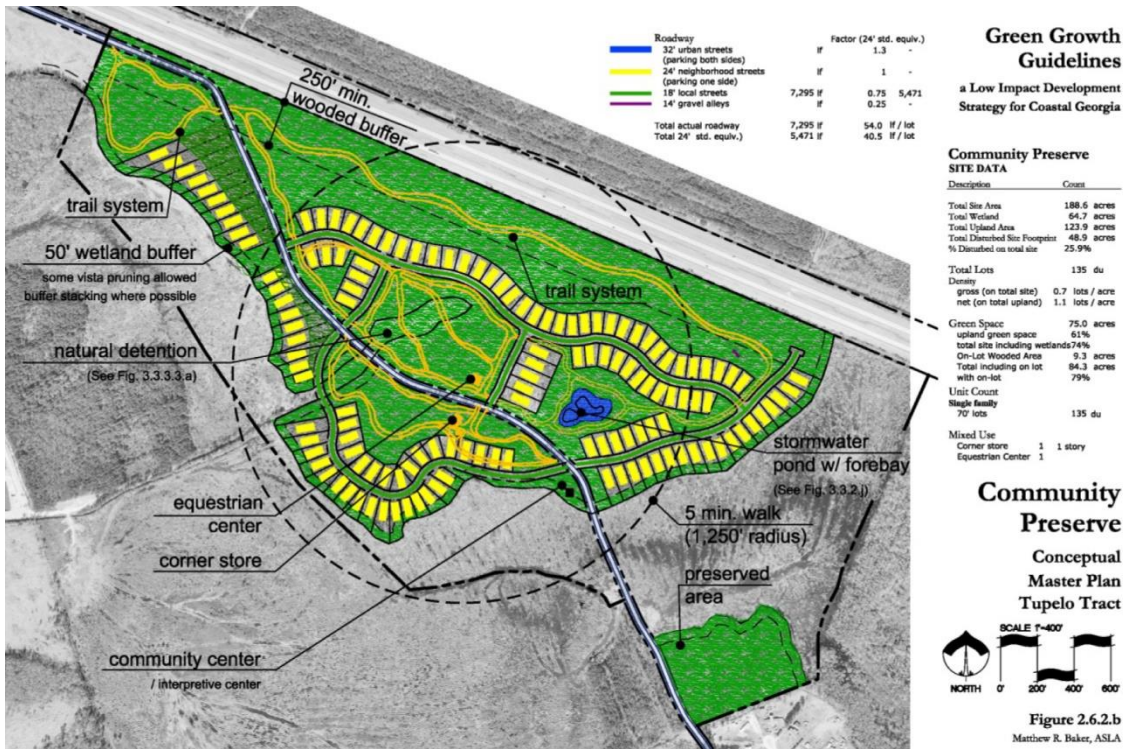 Roadway Factor (24' std. equiv.)
32' urban streets lf 1.3 -
(parking both sides)
24' neighborhood streets lf 1 -
(parking one side)
18' local streets 7,295 lf 0.75 5,471
14' gravel alleys lf 0.25 -
Total actual roadway 7,295 lf 54.0 lf / lot
Total 24' std. equiv.) 5,471 lf 40.5 lf / lot
Green Growth
Guidelines
a Low Impact Development
Strategy for Coastal Georgia
Community Preserve
SITE DATA
Description Count
Total Site Area 188.6 acres
Total Wetland 64.7 acres
Total Upland Area 123.9 acres
Total Disturbed Site Footprint 48.9 acres
% Disturbed on total site 25.9%
Total Lots 135 du
Density
gross (on total site) 0.7 lots / acre
net (on total upland) 1.1 lots / acre
Green Space 75.0 acres
upland green space 61%
total site including wetlands 74%
On-Lot Wooded Area 9.3 acres
Total including on lot 84.3 acres
with on-lot 79%
Unit Count
Single family
70' lots 135 du
Mixed Use
Corner store 1 1 story
Equestrian Center 1
250' min.
wooded buffer
trail system
50' wetland buffer
some vista pruning allowed
buffer stacking where possible
trail system
natural detention
(See Fig. 3.3.3.3.a)
stormwater
pond w/ forebay
(See Fig. 3.3.2.j)
equestrian
center
5 min. walk
(1,250' radius)
corner store
preserved
area
community center
/ interpretive center
Community
Preserve
Conceptual
Master Plan
Tupelo Tract
SCALE 1"=400'
NORTH 0' 200' 400' 600'
Figure 2.6.2.b
Matthew R. Baker, ASLA